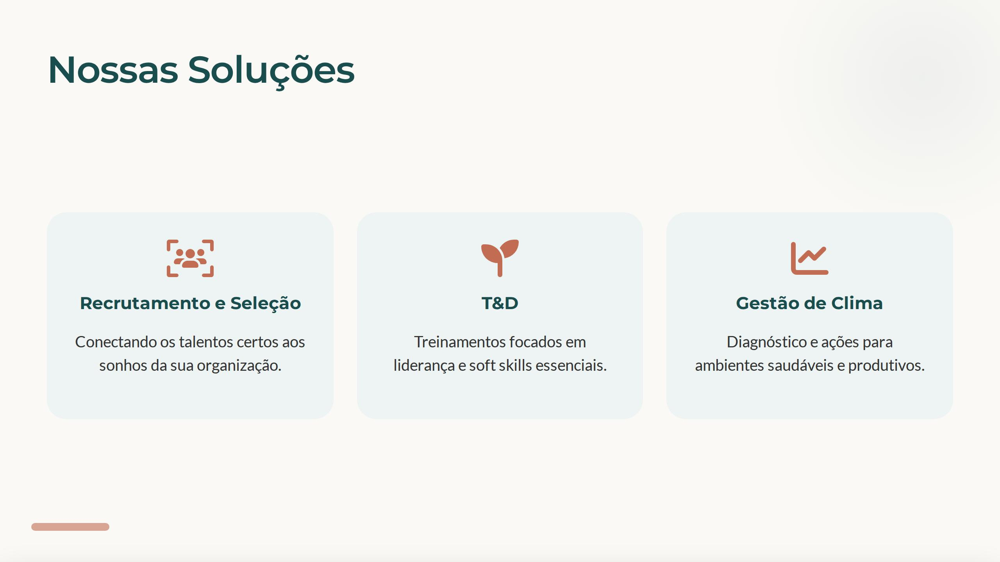 Nossas Soluções
Recrutamento e Seleção
Conectando os talentos certos aos
sonhos da sua organização.
T&D
Treinamentos focados em
liderança e soft skills essenciais.
Gestão de Clima
Diagnóstico e ações para
ambientes saudáveis e produtivos.